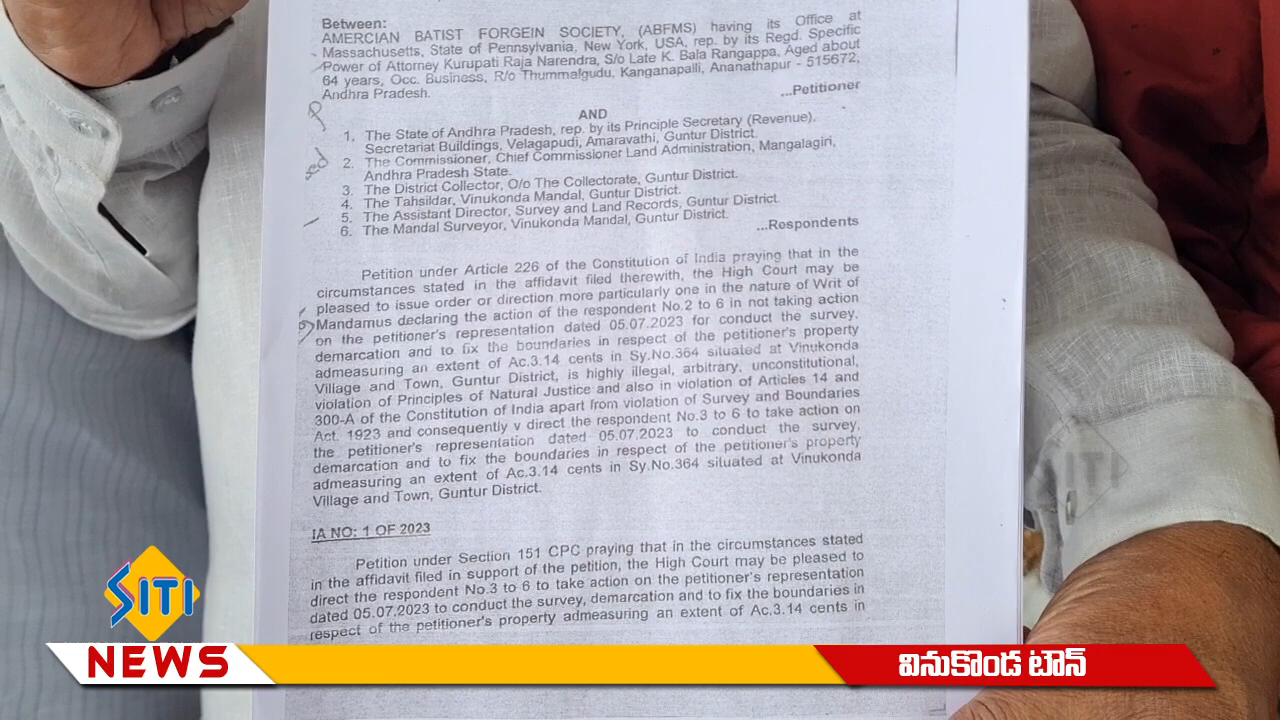 Between:
AMERCIAN BATIST FORGEIN SOCIETY, (ABFMS) having its Office at
Massachusetts, State of Pennsylvania, New York, USA, rep. by its Regd. Specific
Power of Attorney Kurupati Raja Narendra, S/o Late K. Bala Rangappa, Aged about
64 years, Occ. Business, R/o Thummalgudu, Kanganapalli, Ananathapur - 515672,
Andhra Pradesh.
...Petitioner
AND
1. The State of Andhra Pradesh, rep. by its Principle Secretary (Revenue),
Secretariat Buildings, Velagapudi, Amaravathi, Guntur District.
2. The Commissioner, Chief Commissioner Land Administration, Mangalagiri,
Andhra Pradesh State.
3. The District Collector, O/o The Collectorate, Guntur District.
4. The Tahsildar, Vinukonda Mandal, Guntur District.
5. The Assistant Director, Survey and Land Records, Guntur District.
6. The Mandal Surveyor, Vinukonda Mandal, Guntur District.
...Respondents
Petition under Article 226 of the Constitution of India praying that in the
circumstances stated in the affidavit filed therewith, the High Court may be
pleased to issue order or direction more particularly one in the nature of Writ of
Mandamus declaring the action of the respondent No.2 to 6 in not taking action
on the petitioner's representation dated 05.07.2023 for conduct the survey,
demarcation and to fix the boundaries in respect of the petitioner's property
admeasuring an extent of Ac.3.14 cents in Sy.No.364 situated at Vinukonda
Village and Town, Guntur District, is highly illegal, arbitrary, unconstitutional,
violation of Principles of Natural Justice and also in violation of Articles 14 and
300-A of the Constitution of India apart from violation of Survey and Boundaries
Act, 1923 and consequently v direct the respondent No.3 to 6 to take action on
the petitioner's representation dated 05.07.2023 to conduct the survey,
demarcation and to fix the boundaries in respect of the petitioner's property
admeasuring an extent of Ac.3.14 cents in Sy.No.364 situated at Vinukonda
Village and Town, Guntur District.
IA NO: 1 OF 2023
Petition under Section 151 CPC praying that in the circumstances stated
in the affidavit filed in support of the petition, the High Court may be pleased to
direct the respondent No.3 to 6 to take action on the petitioner's representation
dated 05.07.2023 to conduct the survey, demarcation and to fix the boundaries in
respect of the petitioner's property admeasuring an extent of Ac.3.14 cents in
SITI
SITI
NEWS
వినుకొండ టౌన్